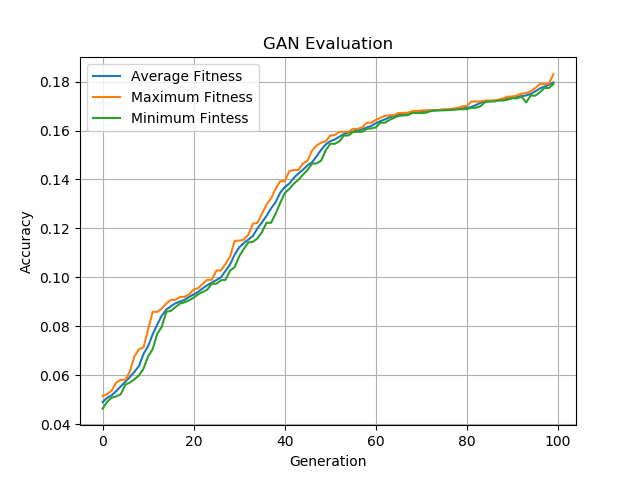 GAN Evaluation
Average Fitness
Maximum Fitness
Minimum Fintess
Accuracy
0.18
0.16
0.14
0.12
0.10
0.08
0.06
0.04
0 20 40 60 80 100
Generation